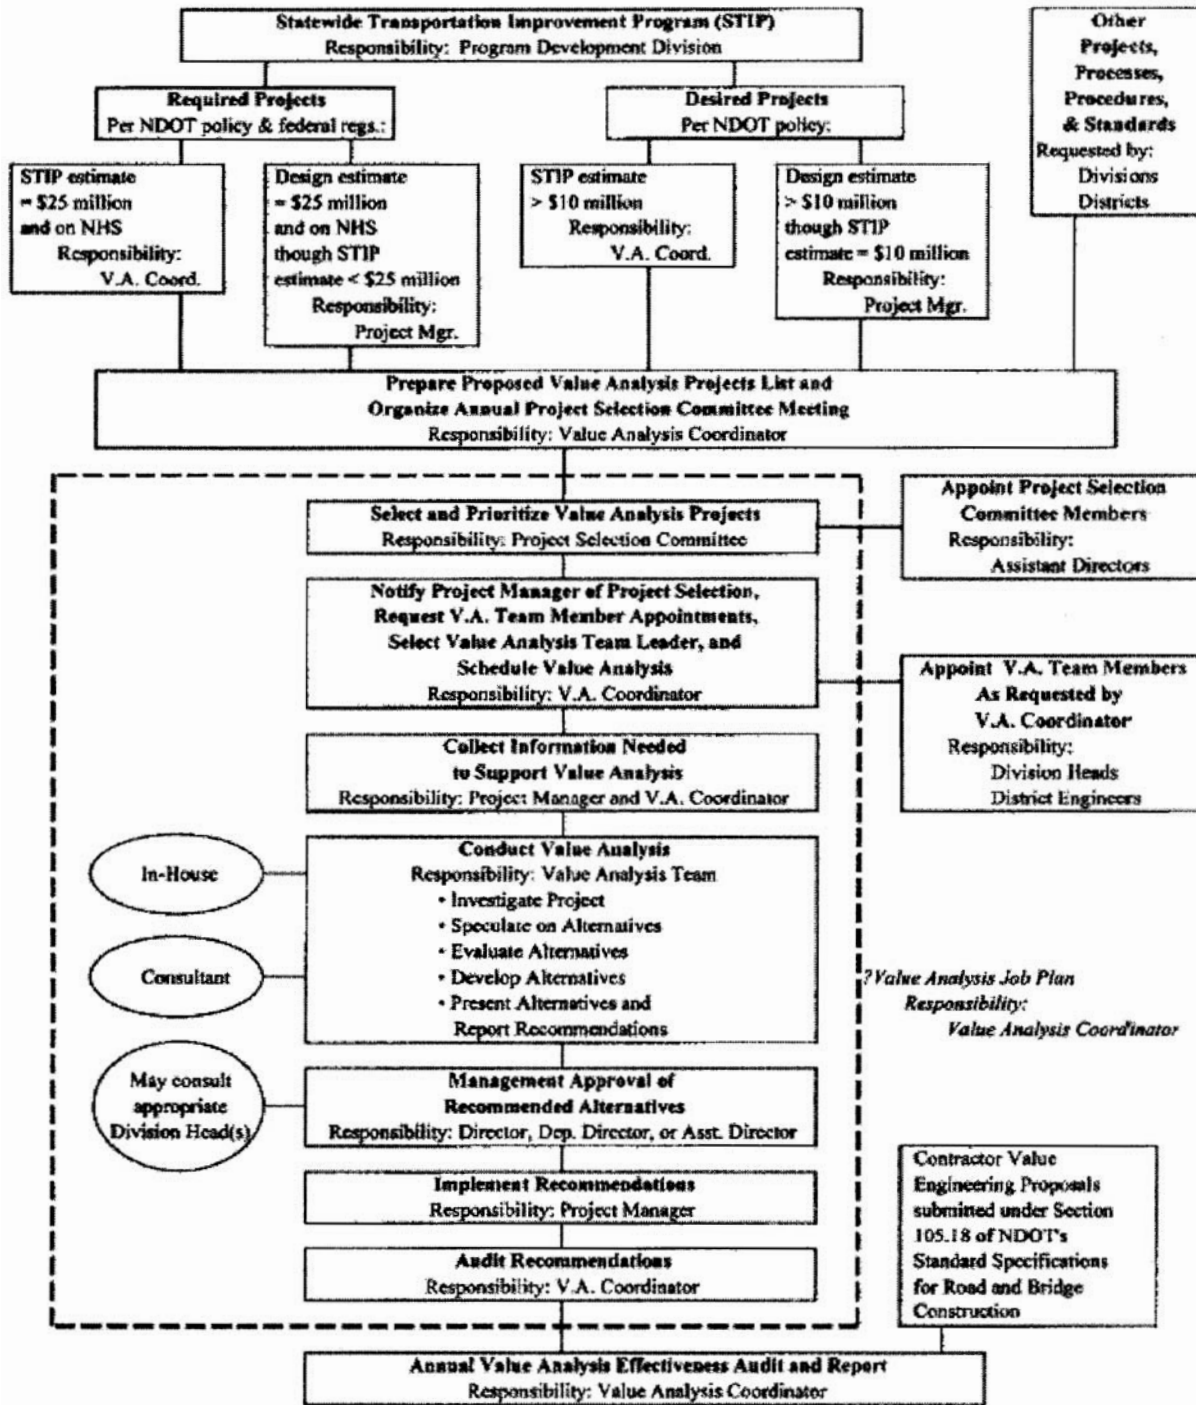 Statewide Transportation Improvement Program (STIP)
Responsibility: Program Development Division
Other
Projects,
Processes,
Procedures,
& Standards
Requested by:
Divisions
Districts
Required Projects
Per NDOT policy & federal regs.:
Desired Projects
Per NDOT policy:
STIP estimate
= $25 million
and on NHS
Responsibility:
V.A. Coord.
Design estimate
= $25 million
and on NHS
though STIP
estimate < $25 million
Responsibility:
Project Mgr.
STIP estimate
> $10 million
Responsibility:
V.A. Coord.
Design estimate
> $10 million
though STIP
estimate = $10 million
Responsibility:
Project Mgr.
Prepare Proposed Value Analysis Projects List and
Organize Annual Project Selection Committee Meeting
Responsibility: Value Analysis Coordinator
Select and Prioritize Value Analysis Projects
Responsibility: Project Selection Committee
Appoint Project Selection
Committee Members
Responsibility:
Assistant Directors
Notify Project Manager of Project Selection,
Request V.A. Team Member Appointments,
Select Value Analysis Team Leader, and
Schedule Value Analysis
Responsibility: V.A. Coordinator
Appoint V.A. Team Members
As Requested by
V.A. Coordinator
Responsibility:
Division Heads
District Engineers
Collect Information Needed
to Support Value Analysis
Responsibility: Project Manager and V.A. Coordinator
In-House
Consultant
Conduct Value Analysis
Responsibility: Value Analysis Team
• Investigate Project
• Speculate on Alternatives
• Evaluate Alternatives
• Develop Alternatives
• Present Alternatives and
Report Recommendations
?Value Analysis Job Plan
Responsibility:
Value Analysis Coordinator
May consult
appropriate
Division Head(s)
Management Approval of
Recommended Alternatives
Responsibility: Director, Dep. Director, or Asst. Director
Implement Recommendations
Responsibility: Project Manager
Audit Recommendations
Responsibility: V.A. Coordinator
Contractor Value
Engineering Proposals
submitted under Section
105.18 of NDOT's
Standard Specifications
for Road and Bridge
Construction
Annual Value Analysis Effectiveness Audit and Report
Responsibility: Value Analysis Coordinator